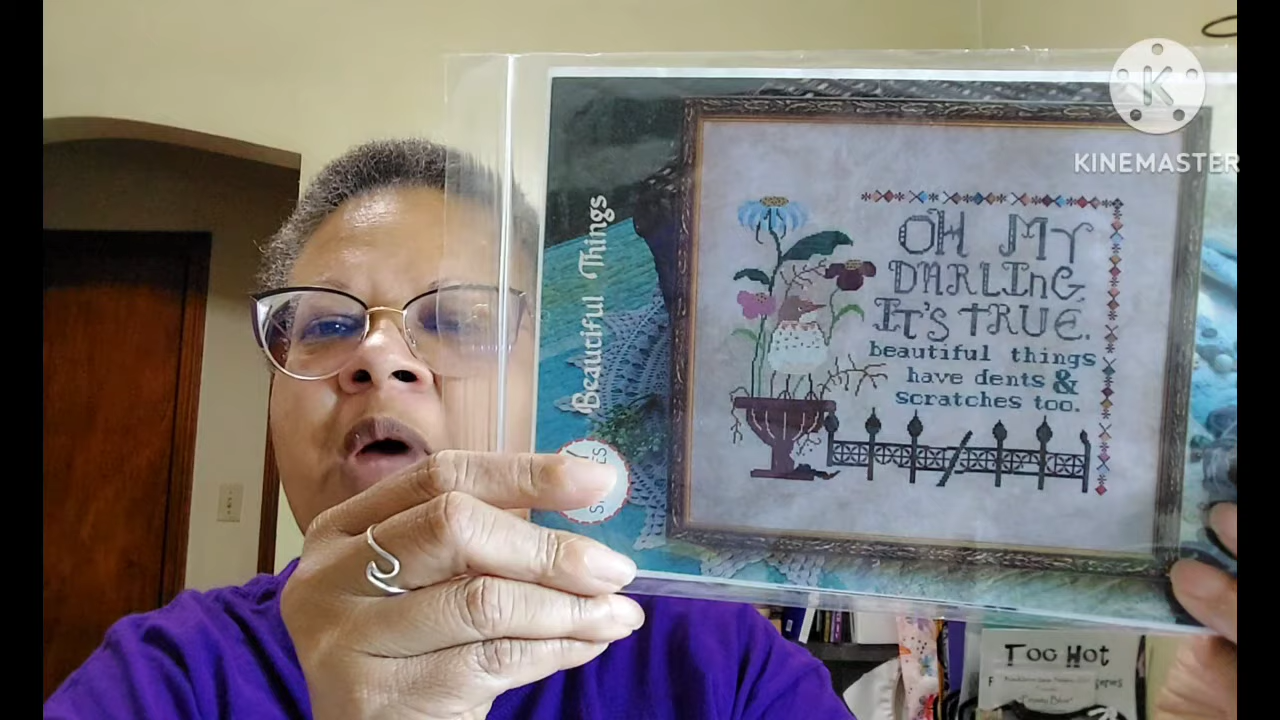 K
KINEMASTER
Beautiful Things
OH MY
DARLING,
IT'S TRUE.
beautiful things
have dents &
scratches too.
Too Hot